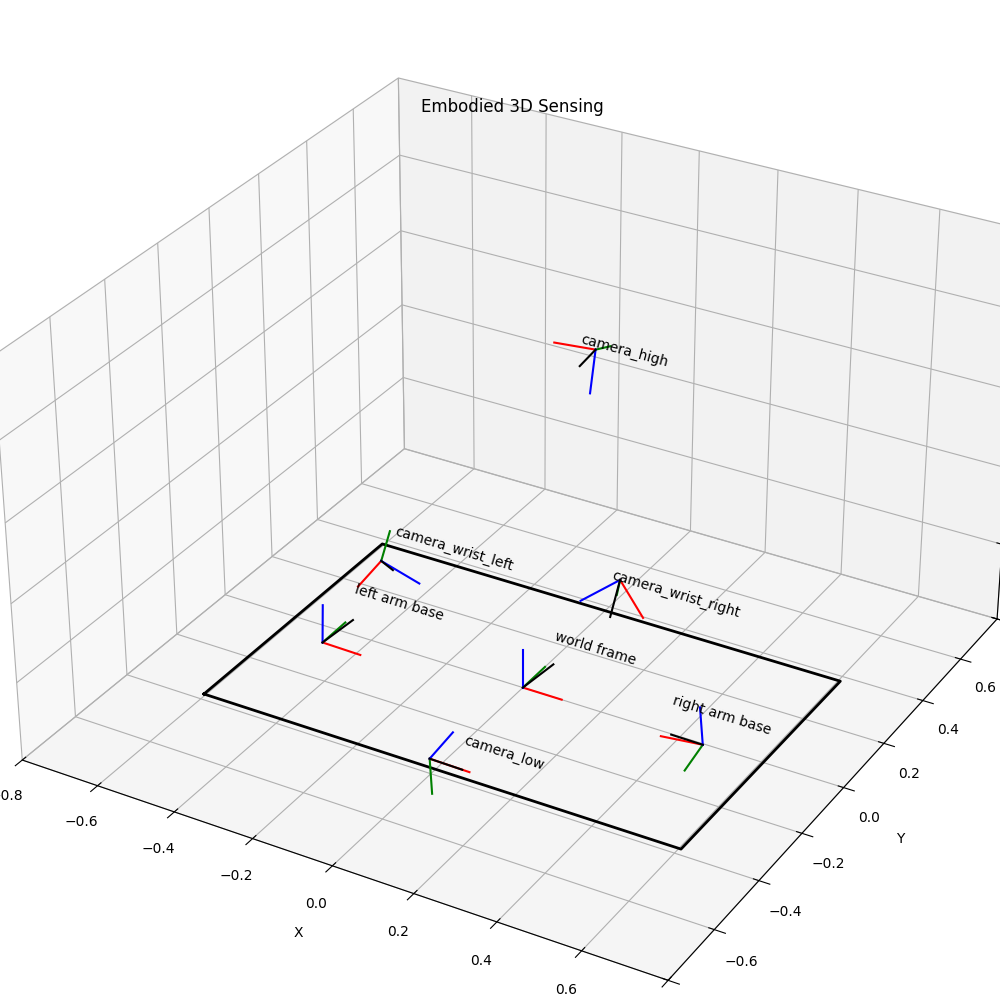 Embodied 3D Sensing
camera_high
camera_wrist_left
camera_wrist_right
left arm base
world frame
right arm base
camera_low
0.8
−0.6
−0.4
−0.2
0.0
0.2
0.4
0.6
X
−0.6
−0.4
−0.2
0.0
0.2
0.4
0.6
Y